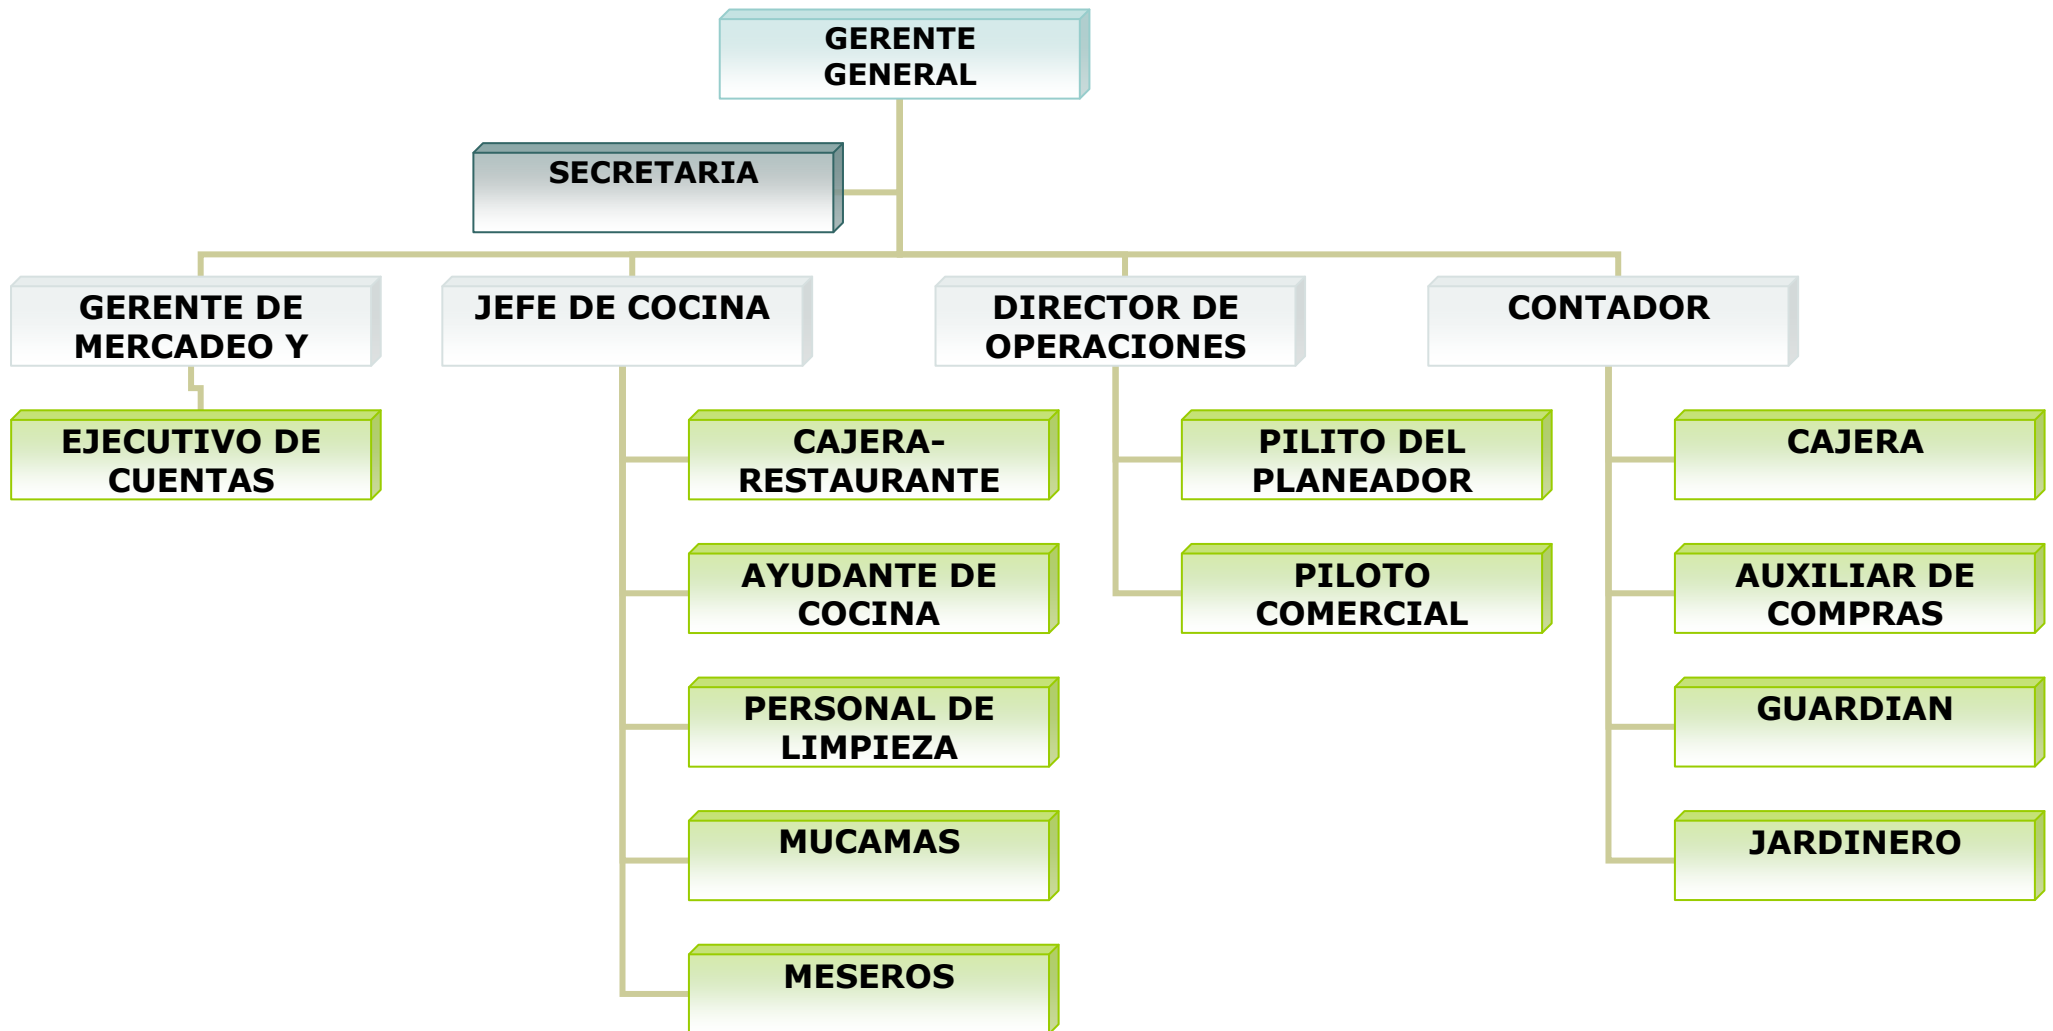 GERENTE
GENERAL
SECRETARIA
GERENTE DE
MERCADEO Y
JEFE DE COCINA
DIRECTOR DE
OPERACIONES
CONTADOR
EJECUTIVO DE
CUENTAS
CAJERA-
RESTAURANTE
PILITO DEL
PLANEADOR
CAJERA
AYUDANTE DE
COCINA
PILOTO
COMERCIAL
AUXILIAR DE
COMPRAS
PERSONAL DE
LIMPIEZA
GUARDIAN
MUCAMAS
JARDINERO
MESEROS